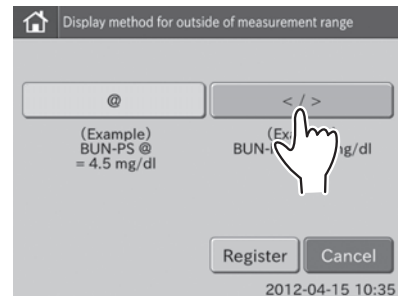 Display method for outside of measurement range
@
< / >
(Example)
BUN-PS @
= 4.5 mg/dl
mg/dl
Register
Cancel
2012-04-15 10:35